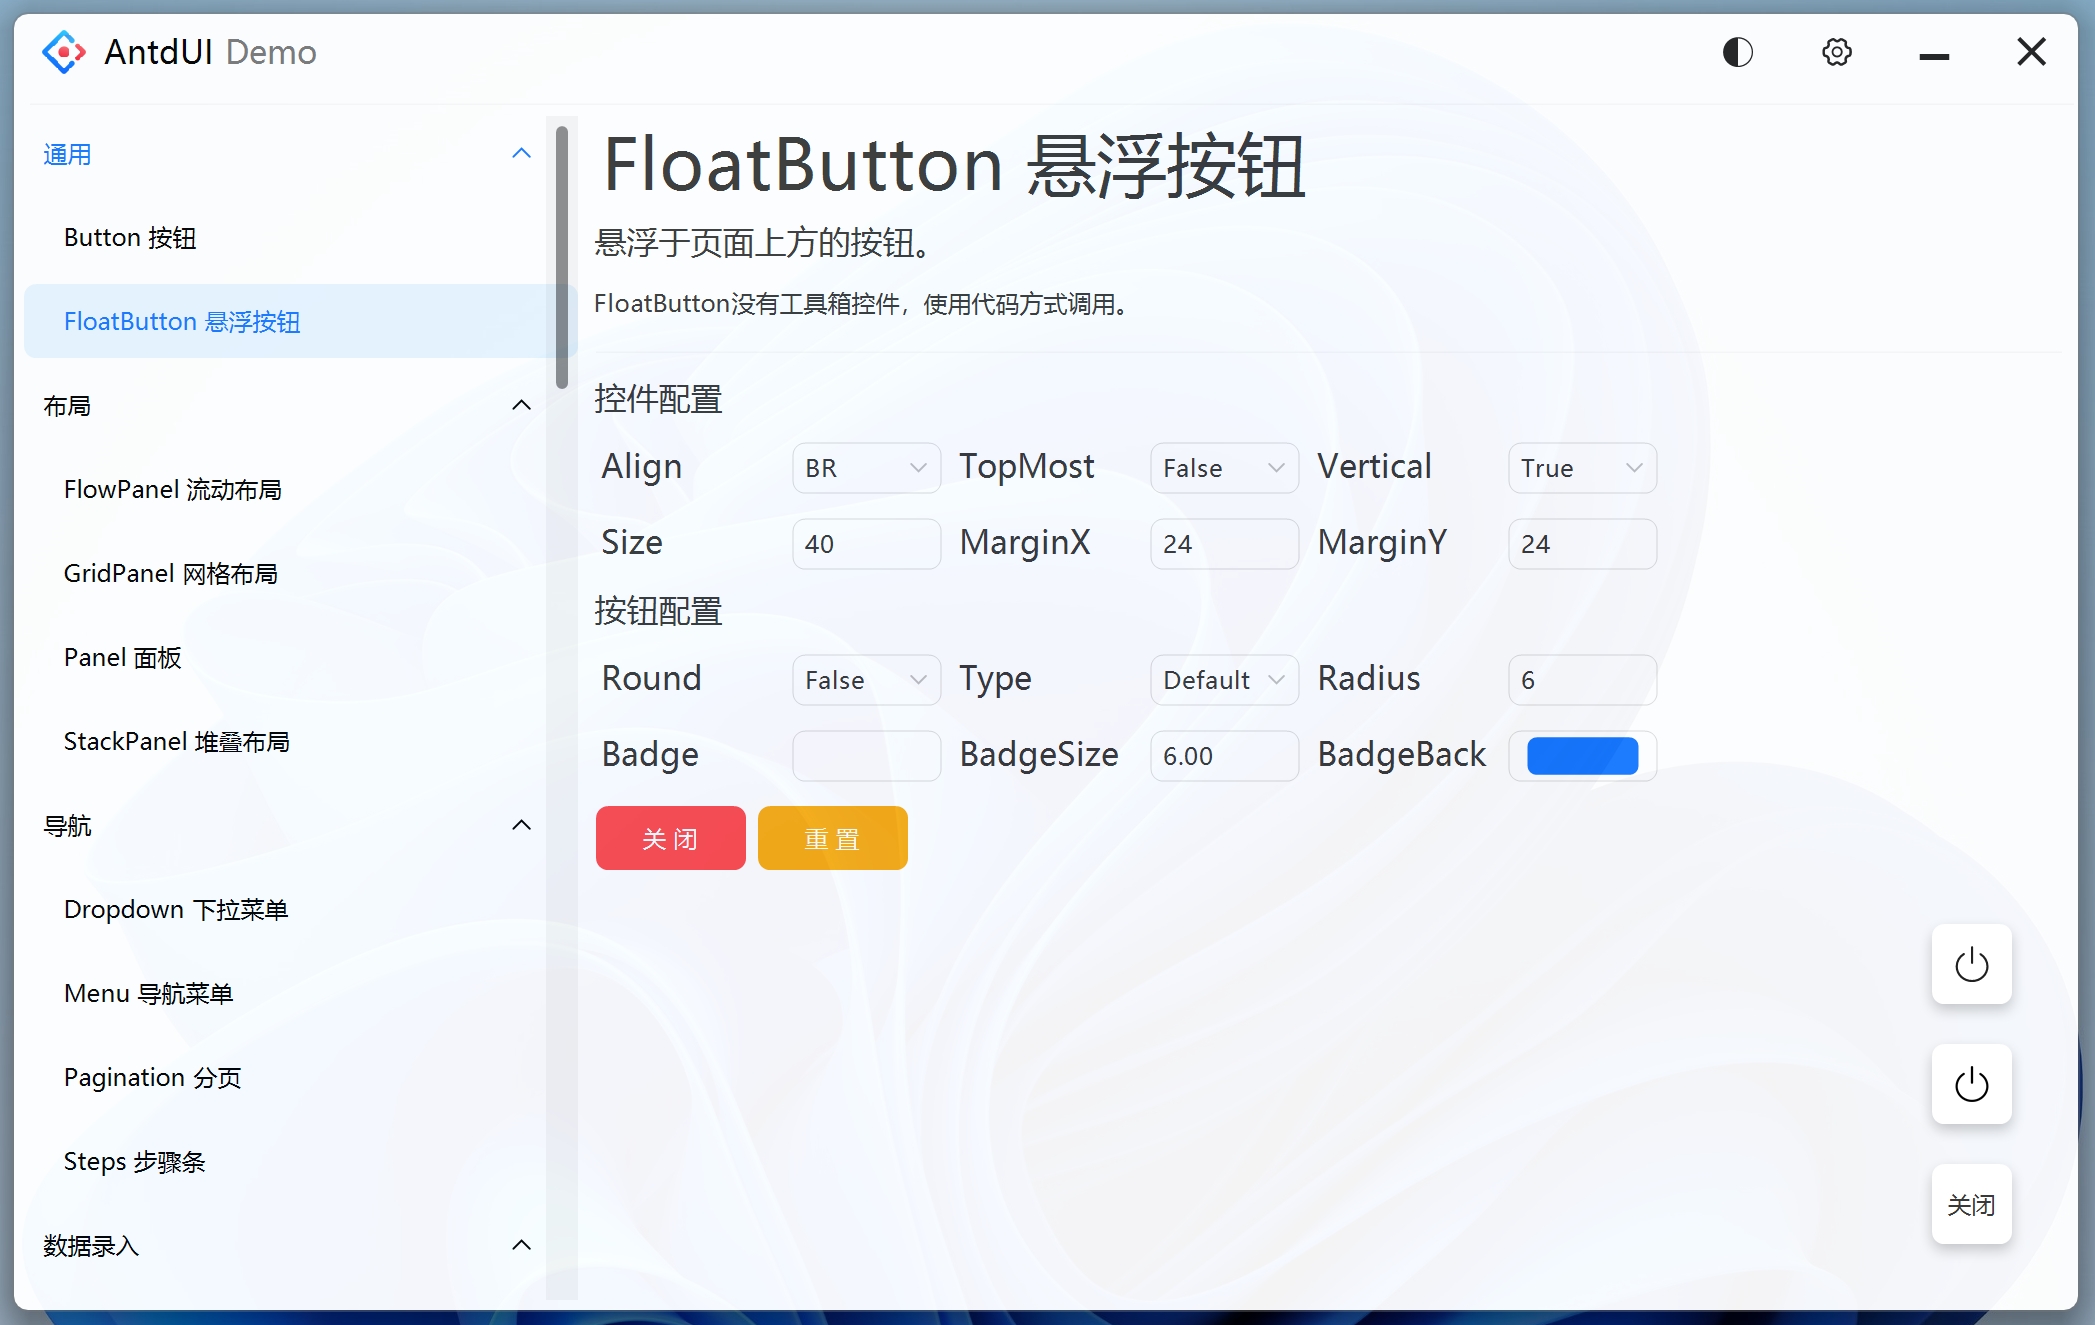 AntdUI Demo
通用
Button 按钮
FloatButton 悬浮按钮
布局
FlowPanel 流动布局
GridPanel 网格布局
Panel 面板
StackPanel 堆叠布局
导航
Dropdown 下拉菜单
Menu 导航菜单
Pagination 分页
Steps 步骤条
数据录入
FloatButton 悬浮按钮
悬浮于页面上方的按钮。
FloatButton没有工具箱控件，使用代码方式调用。
控件配置
Align BR TopMost False Vertical True
Size 40 MarginX 24 MarginY 24
按钮配置
Round False Type Default Radius 6
Badge BadgeSize 6.00 BadgeBack
关闭 重置
关闭